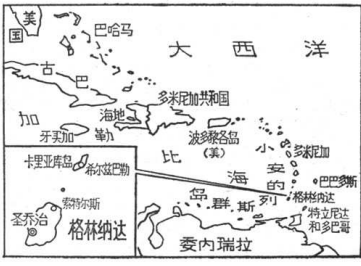 美国
巴哈马
大西洋
古巴
海地
多米尼加共和国
牙买加
波多黎各岛
(美)
加勒比海
小安的列斯群岛
多米尼加
巴巴多斯
格林纳达
特立尼达
和多巴哥
委内瑞拉
卡里亚库岛
希尔兹巴勒
索特尔斯
圣乔治
格林纳达